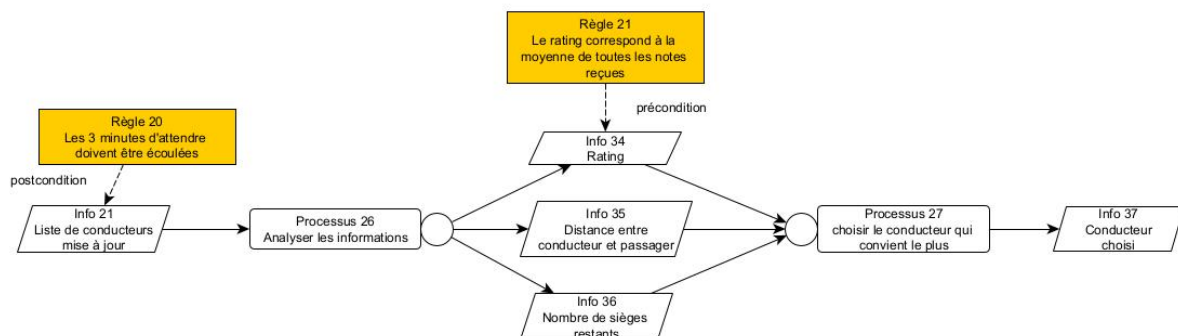 Règle 21
Le rating correspond à la
moyenne de toutes les notes
reçues
précondition
Règle 20
Les 3 minutes d'attendre
doivent être écoulées
postcondition
Info 34
Rating
Info 21
Liste de conducteurs
mise à jour
Processus 26
Analyser les informations
Info 35
Distance entre
conducteur et passager
Processus 27
choisir le conducteur qui
convient le plus
Info 37
Conducteur
choisi
Info 36
Nombre de sièges
restants